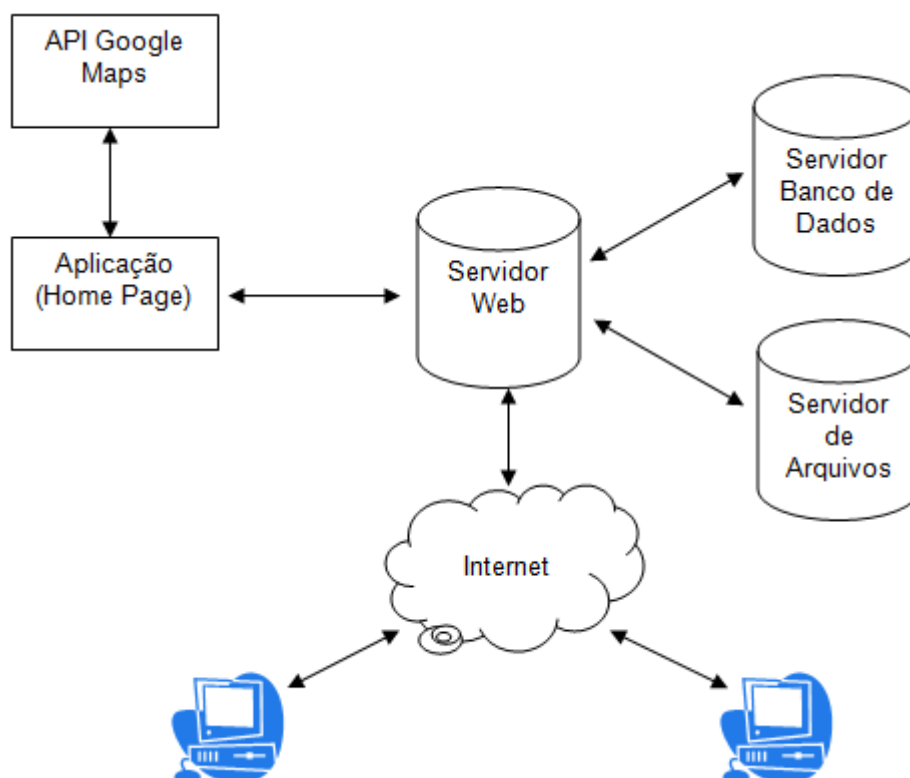 API Google
Maps
Aplicação
(Home Page)
Servidor
Web
Servidor
Banco de
Dados
Servidor
de
Arquivos
Internet